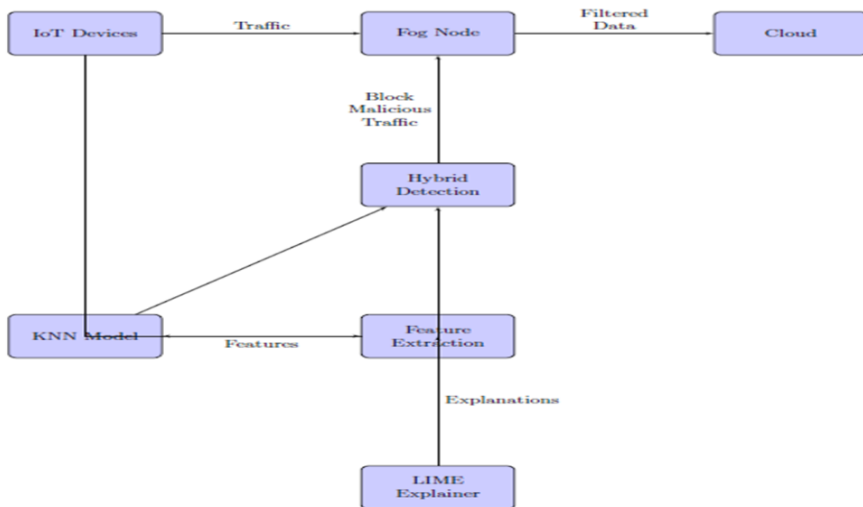 IoT Devices
Traffic
Fog Node
Filtered
Data
Cloud
Block
Malicious
Traffic
Hybrid
Detection
KNN Model
Features
Feature
Extraction
Explanations
LIME
Explainer